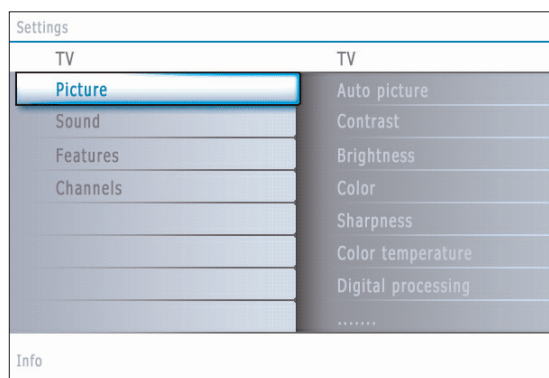 Settings
TV
Picture
Sound
Features
Channels
TV
Auto picture
Contrast
Brightness
Color
Sharpness
Color temperature
Digital processing
.......
Info